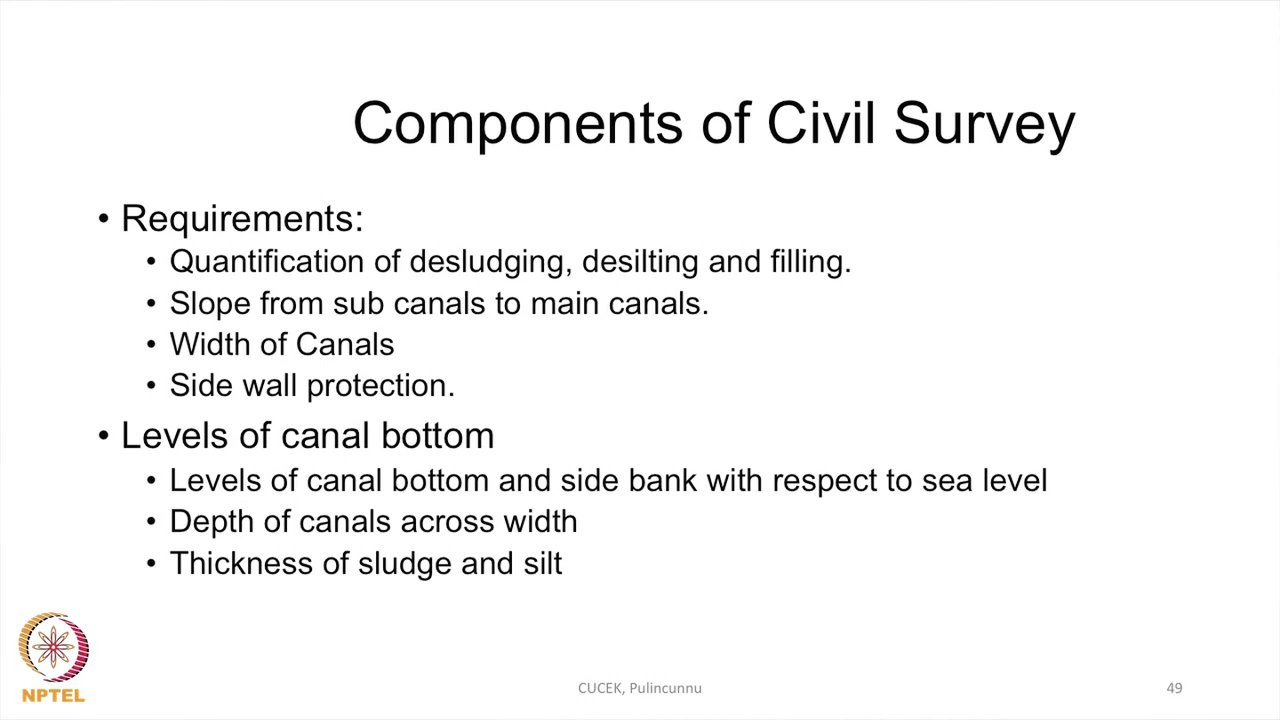 Components of Civil Survey
• Requirements:
• Quantification of desludging, desilting and filling.
• Slope from sub canals to main canals.
• Width of Canals
• Side wall protection.
• Levels of canal bottom
• Levels of canal bottom and side bank with respect to sea level
• Depth of canals across width
• Thickness of sludge and silt
NPTEL
CUCEK, Pulincunnu
49